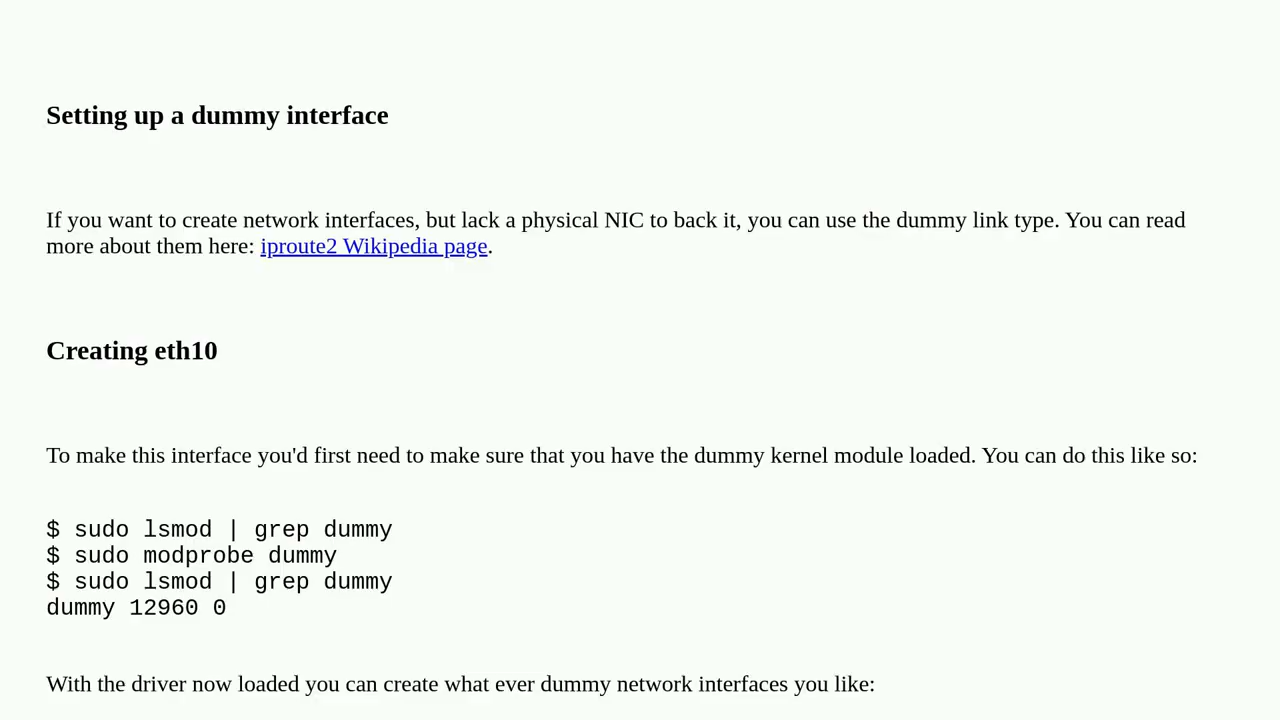 Setting up a dummy interface
If you want to create network interfaces, but lack a physical NIC to back it, you can use the dummy link type. You can read
more about them here: iproute2 Wikipedia page.
Creating eth10
To make this interface you'd first need to make sure that you have the dummy kernel module loaded. You can do this like so:
$ sudo lsmod | grep dummy
$ sudo modprobe dummy
$ sudo lsmod | grep dummy
dummy 12960 0
With the driver now loaded you can create what ever dummy network interfaces you like: